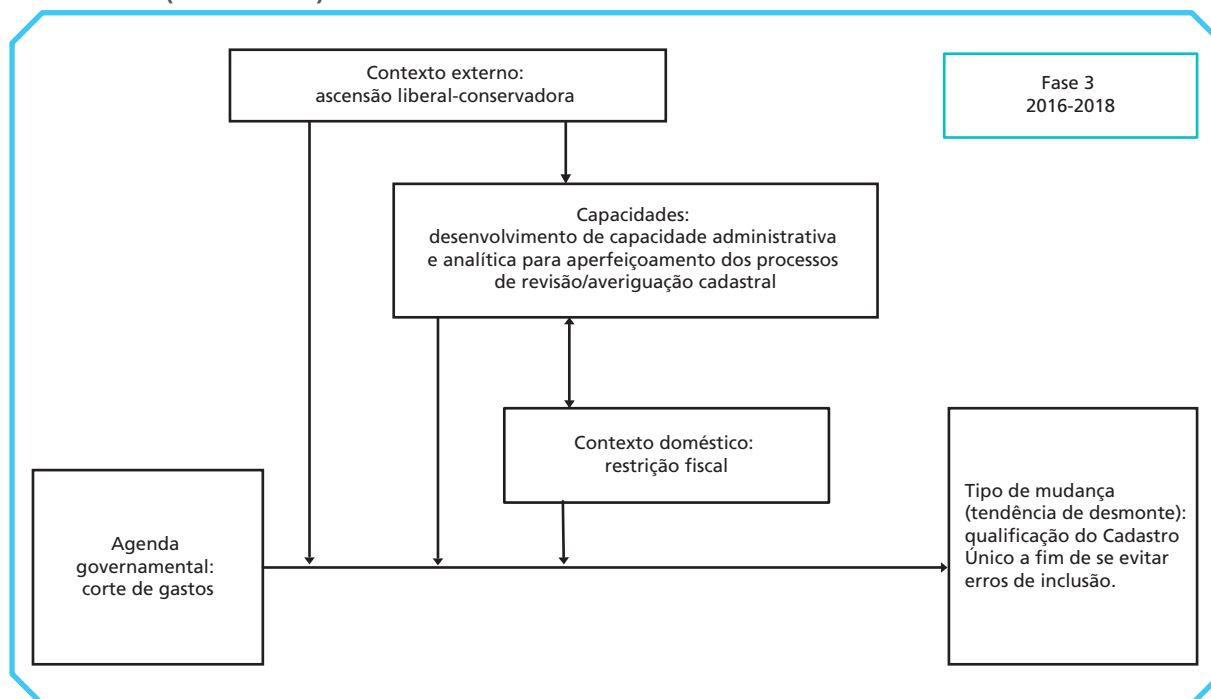 Contexto externo:
ascensão liberal-conservadora
Fase 3
2016-2018
Capacidades:
desenvolvimento de capacidade administrativa
e analítica para aperfeiçoamento dos processos
de revisão/averiguação cadastral
Contexto doméstico:
restrição fiscal
Agenda
governamental:
corte de gastos
Tipo de mudança
(tendência de desmonte):
qualificação do Cadastro
Único a fim de se evitar
erros de inclusão.